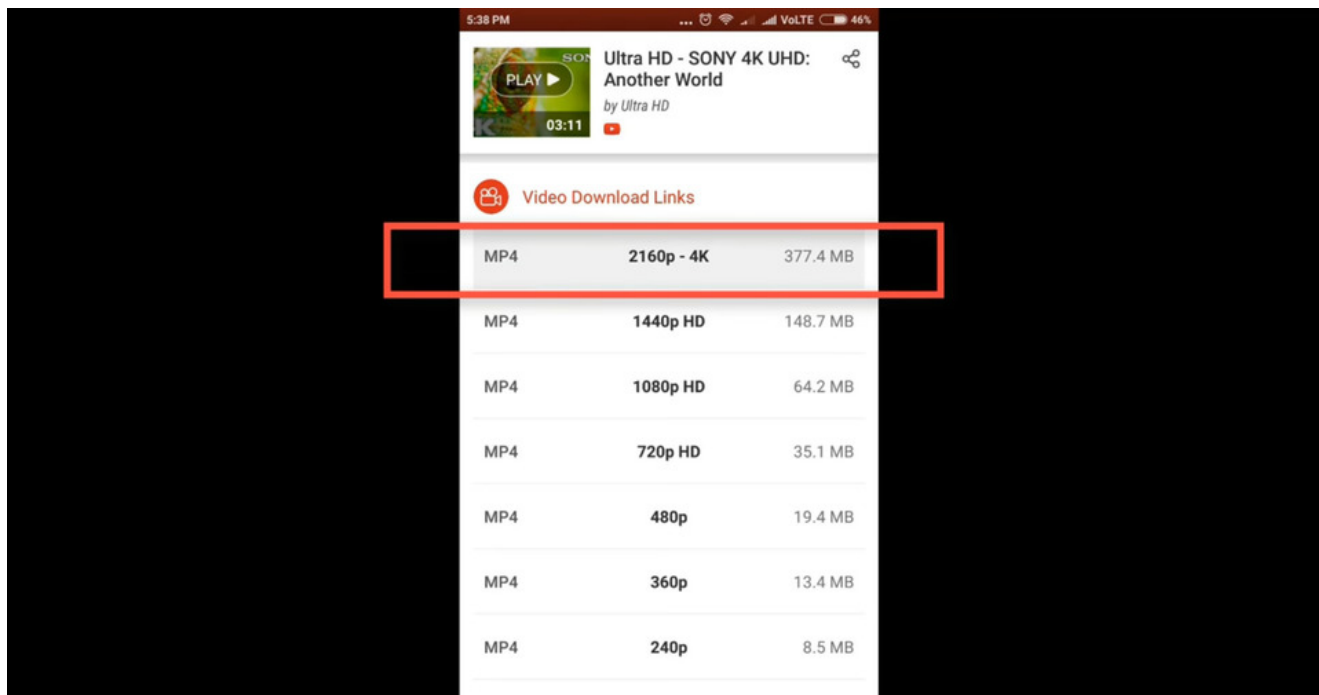 5:38 PM ... VoLTE 46%
SON
PLAY
K
03:11
Ultra HD - SONY 4K UHD:
Another World
by Ultra HD
Video Download Links
MP4 2160p - 4K 377.4 MB
MP4 1440p HD 148.7 MB
MP4 1080p HD 64.2 MB
MP4 720p HD 35.1 MB
MP4 480p 19.4 MB
MP4 360p 13.4 MB
MP4 240p 8.5 MB